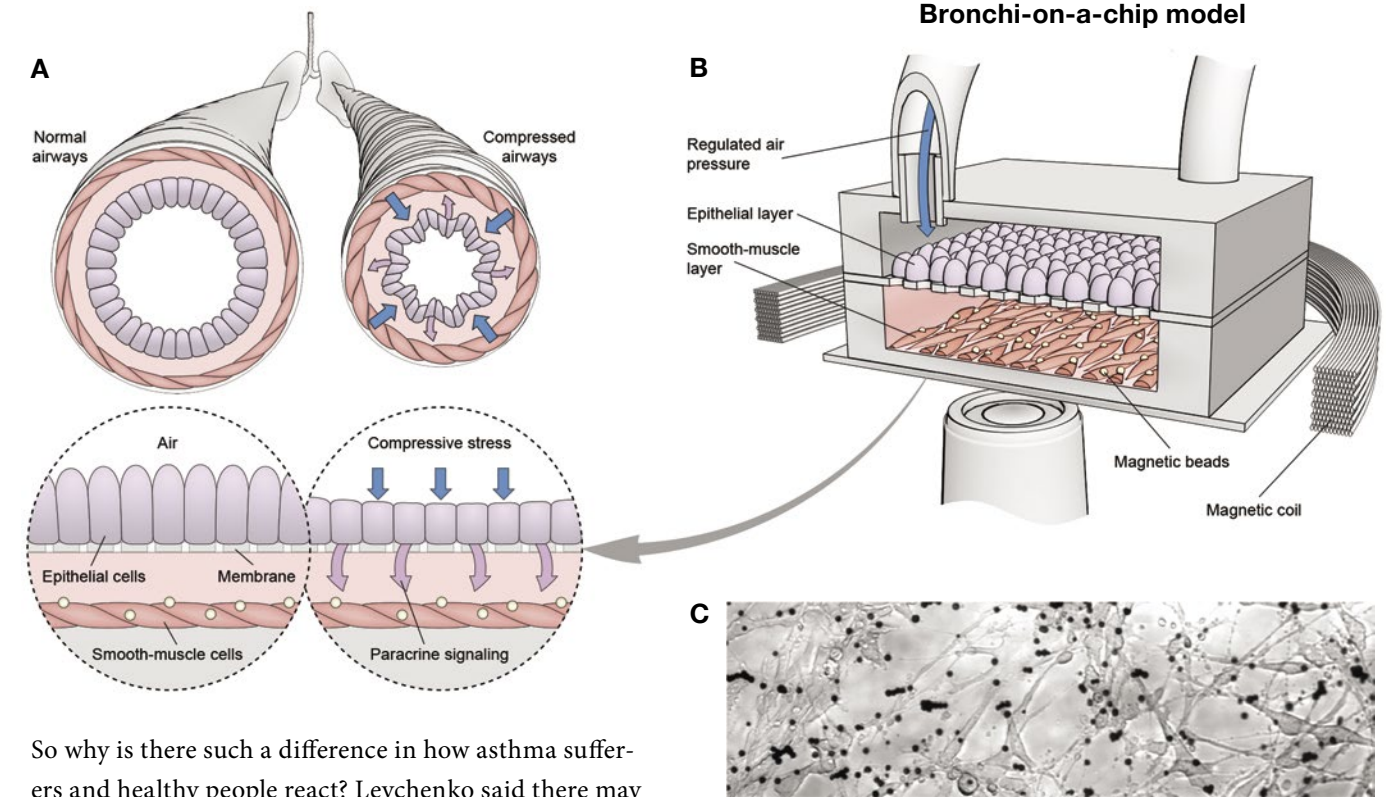 Bronchi-on-a-chip model
A
Normal
airways
Compressed
airways
Air
Compressive stress
Epithelial cells
Membrane
Smooth-muscle cells
Paracrine signaling
B
Regulated air
pressure
Epithelial layer
Smooth-muscle
layer
Magnetic beads
Magnetic coil
C
So why is there such a difference in how asthma suffer-
ers and healthy people react? Levchenko said there may